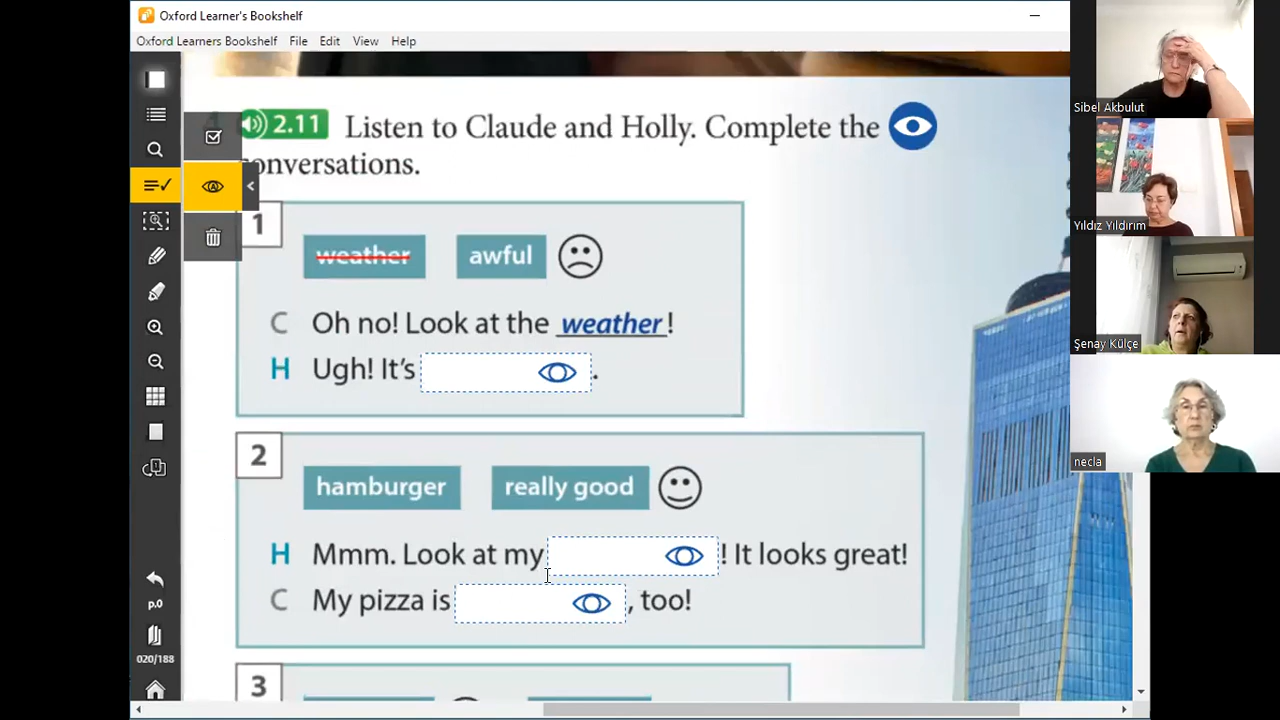 Oxford Learner's Bookshelf
Oxford Learners Bookshelf File Edit View Help
2.11 Listen to Claude and Holly. Complete the
onversations.
1
weather awful
C Oh no! Look at the weather!
H Ugh! It's .
2
hamburger really good
H Mmm. Look at my ! It looks great!
C My pizza is , too!
3
p.0
020/188
Sibel Akbulut
Yıldız Yıldırım
Şenay Külçe
necla